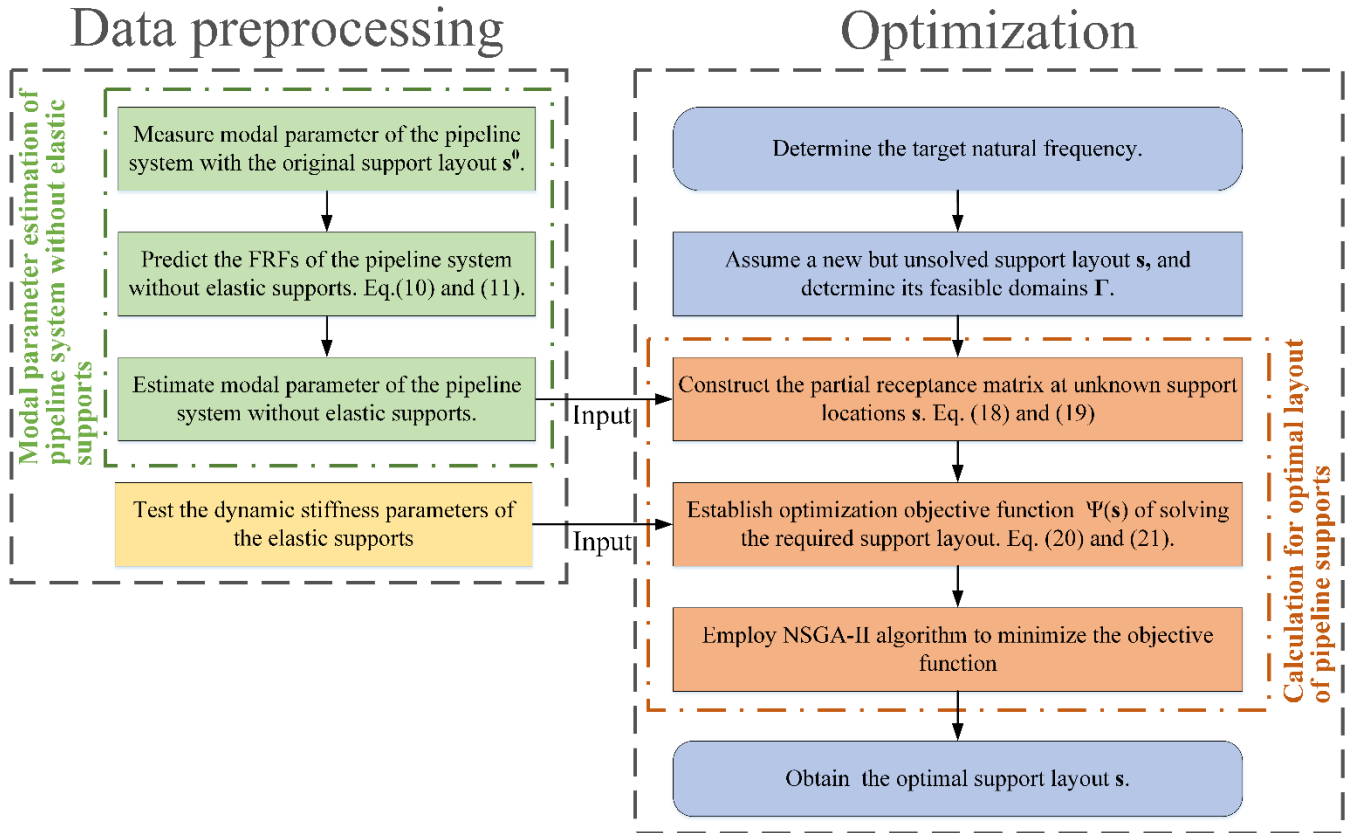 Data preprocessing
Modal parameter estimation of
pipeline system without elastic
supports
Measure modal parameter of the pipeline
system with the original support layout s⁰.
Predict the FRFs of the pipeline system
without elastic supports. Eq.(10) and (11).
Estimate modal parameter of the pipeline
system without elastic supports.
Input
Test the dynamic stiffness parameters of
the elastic supports
Input
Optimization
Determine the target natural frequency.
Assume a new but unsolved support layout s, and
determine its feasible domains Γ.
Construct the partial receptance matrix at unknown support
locations s. Eq. (18) and (19)
Establish optimization objective function Ψ(s) of solving
the required support layout. Eq. (20) and (21).
Employ NSGA-II algorithm to minimize the objective
function
Calculation for optimal layout
of pipeline supports
Obtain the optimal support layout s.